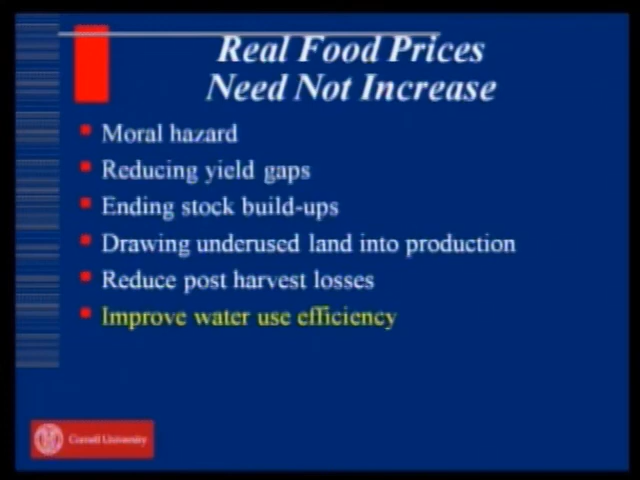 Real Food Prices
Need Not Increase
Moral hazard
Reducing yield gaps
Ending stock build-ups
Drawing underused land into production
Reduce post harvest losses
Improve water use efficiency
Cornell University